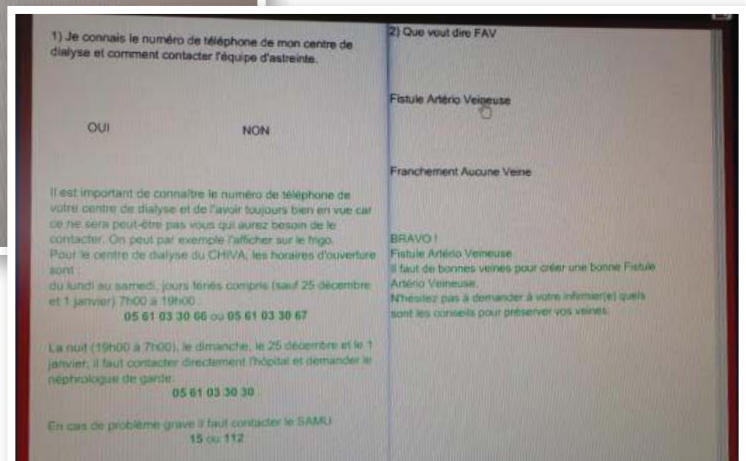 1) Je connais le numéro de téléphone de mon centre de
dialyse et comment contacter l'équipe d'astreinte.
OUI NON
Il est important de connaître le numéro de téléphone de
votre centre de dialyse et de l'avoir toujours bien en vue car
ce ne sera peut-être pas vous qui aurez besoin de le
contacter. On peut par exemple l'afficher sur le frigo.
Pour le centre de dialyse du CHIVA, les horaires d'ouverture
sont :
du lundi au samedi, jours fériés compris (sauf 25 décembre
et 1 janvier) 7h00 à 19h00 :
05 61 03 30 66 ou 05 61 03 30 67
La nuit (19h00 à 7h00), le dimanche, le 25 décembre et le 1
janvier, il faut contacter directement l'hôpital et demander le
néphrologue de garde:
05 61 03 30 30
En cas de problème grave il faut contacter le SAMU
15 ou 112
2) Que veut dire FAV
Fistule Artério Veineuse
Franchement Aucune Veine
BRAVO !
Fistule Artério Veineuse.
Il faut de bonnes veines pour créer une bonne Fistule
Artério Veineuse.
N'hésitez pas à demander à votre infirmier(e) quels
sont les conseils pour préserver vos veines.